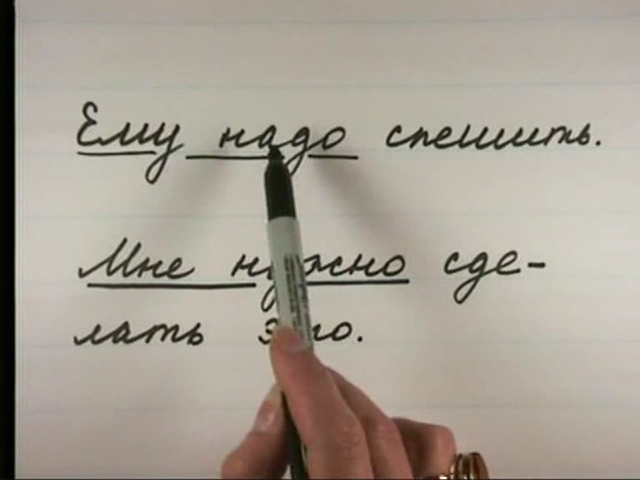 Ему надо спешить.
Мне нужно сде-
лать это.